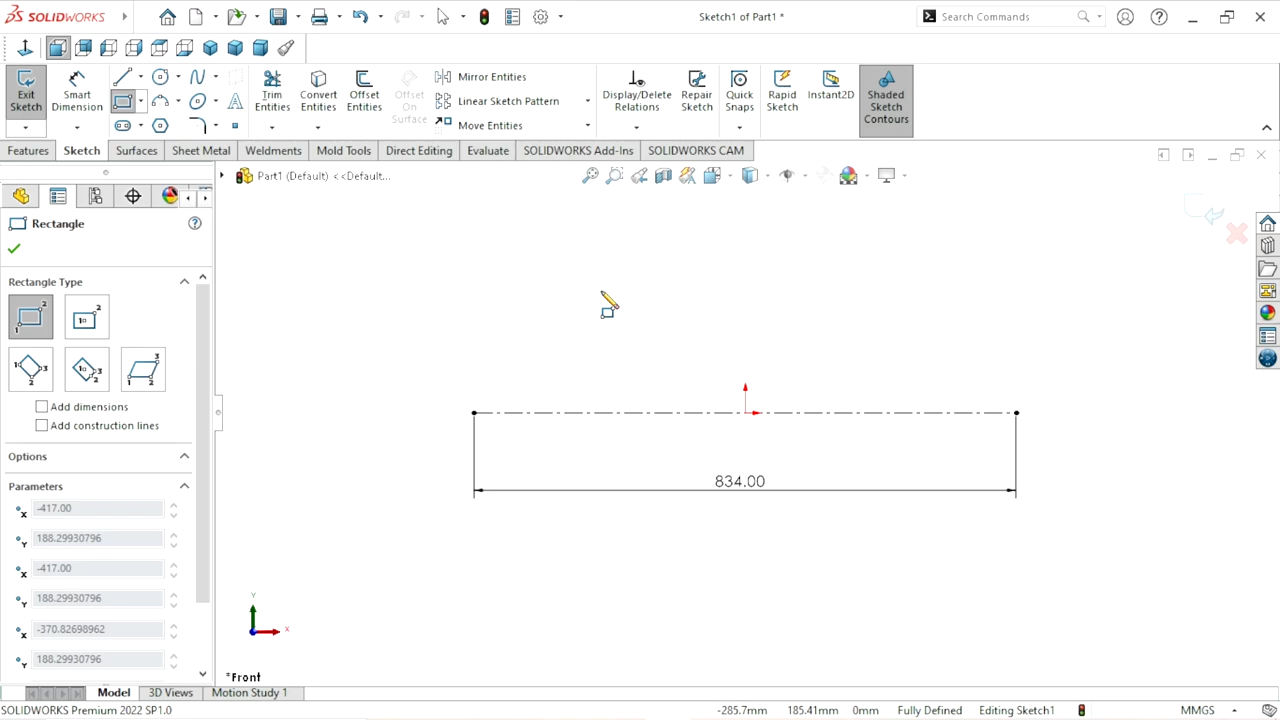 SOLIDWORKS
Sketch1 of Part1 *
Search Commands
Exit Sketch
Smart Dimension
Trim Entities
Convert Entities
Offset Entities
Offset On Surface
Mirror Entities
Linear Sketch Pattern
Move Entities
Display/Delete Relations
Repair Sketch
Quick Snaps
Rapid Sketch
Instant2D
Shaded Sketch Contours
Features
Sketch
Surfaces
Sheet Metal
Weldments
Mold Tools
Direct Editing
Evaluate
SOLIDWORKS Add-Ins
SOLIDWORKS CAM
Part1 (Default) <<Default...
Rectangle
Rectangle Type
Add dimensions
Add construction lines
Options
Parameters
-417.00
188.29930796
-417.00
188.29930796
-370.82698962
188.29930796
834.00
Y
X
*Front
Model
3D Views
Motion Study 1
SOLIDWORKS Premium 2022 SP1.0
-285.7mm
185.41mm
0mm
Fully Defined
Editing Sketch1
MMGS